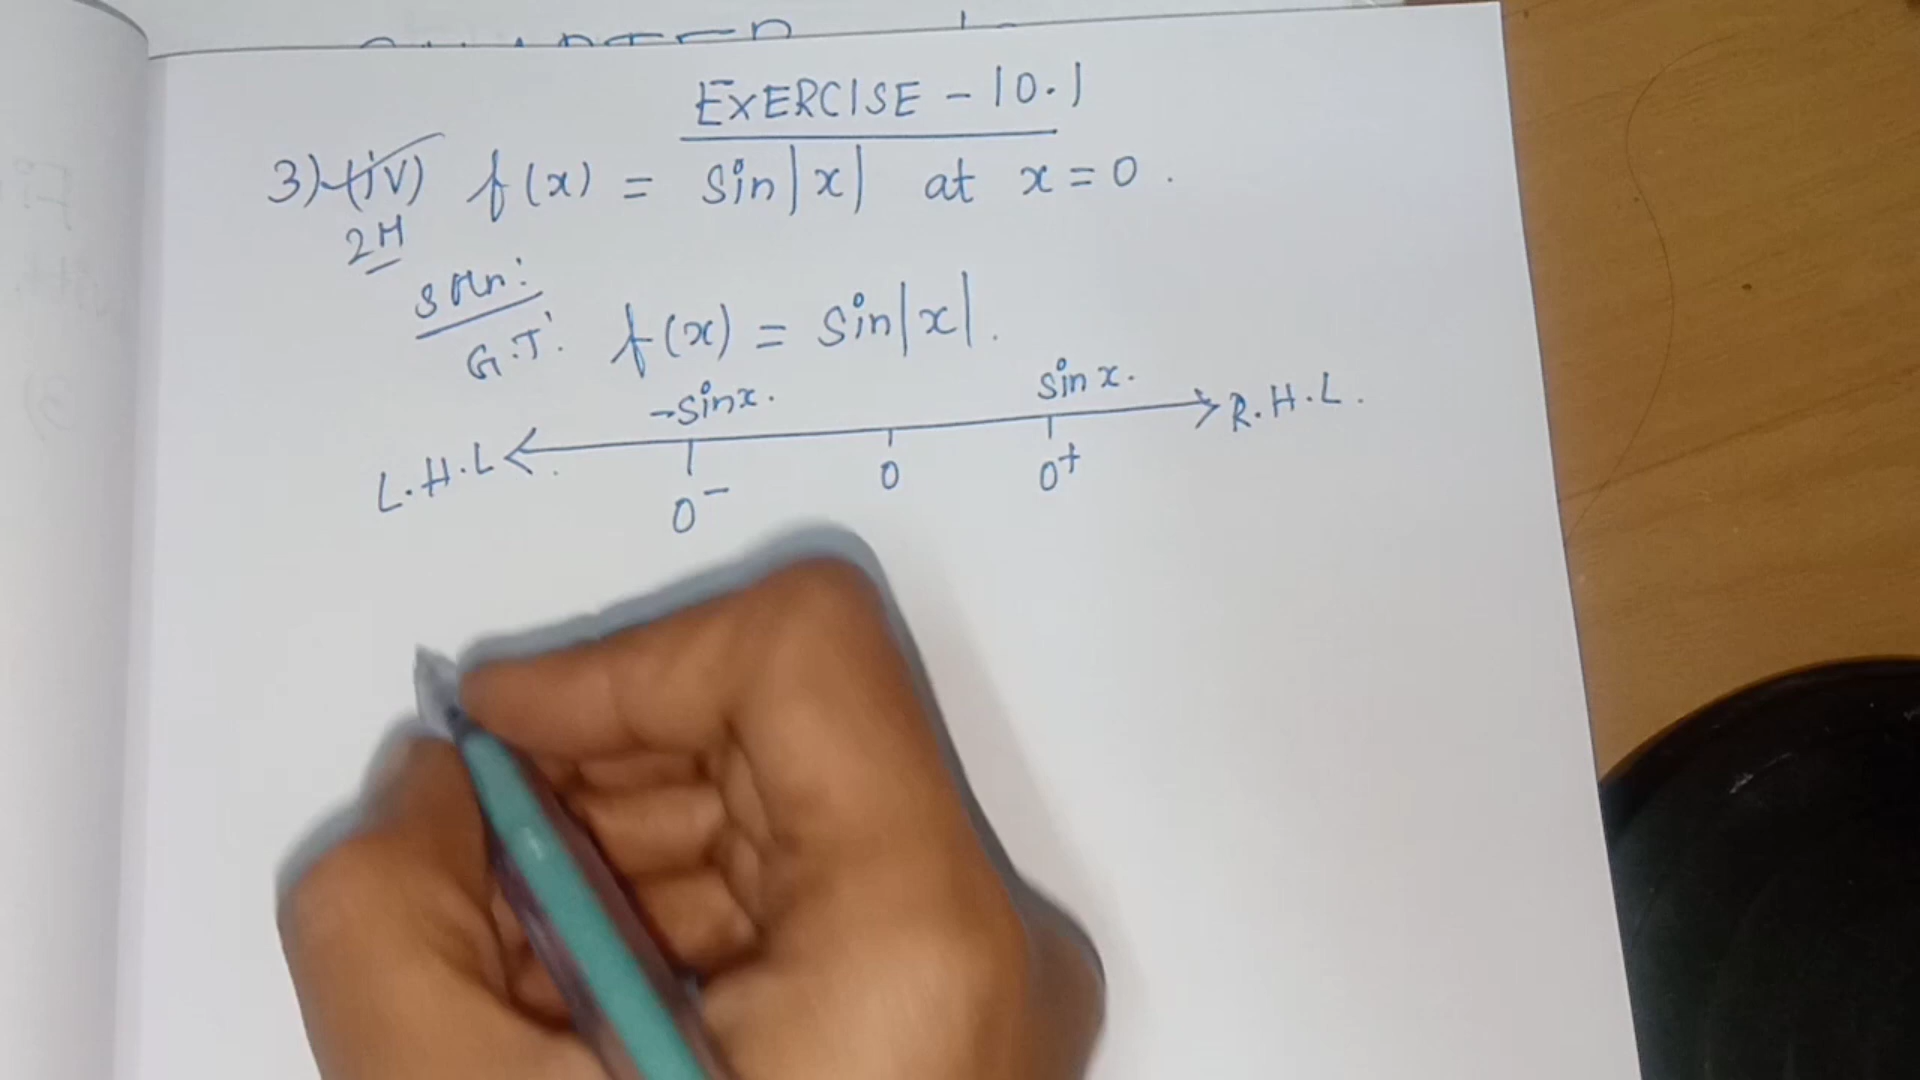 EXERCISE - 10.1
3) (iv) f(x) = sin|x| at x = 0 .
2M
Soln:
G.T. f(x) = sin|x|.
-sinx. sin x.
L.H.L R.H.L.
0⁻ 0 0⁺